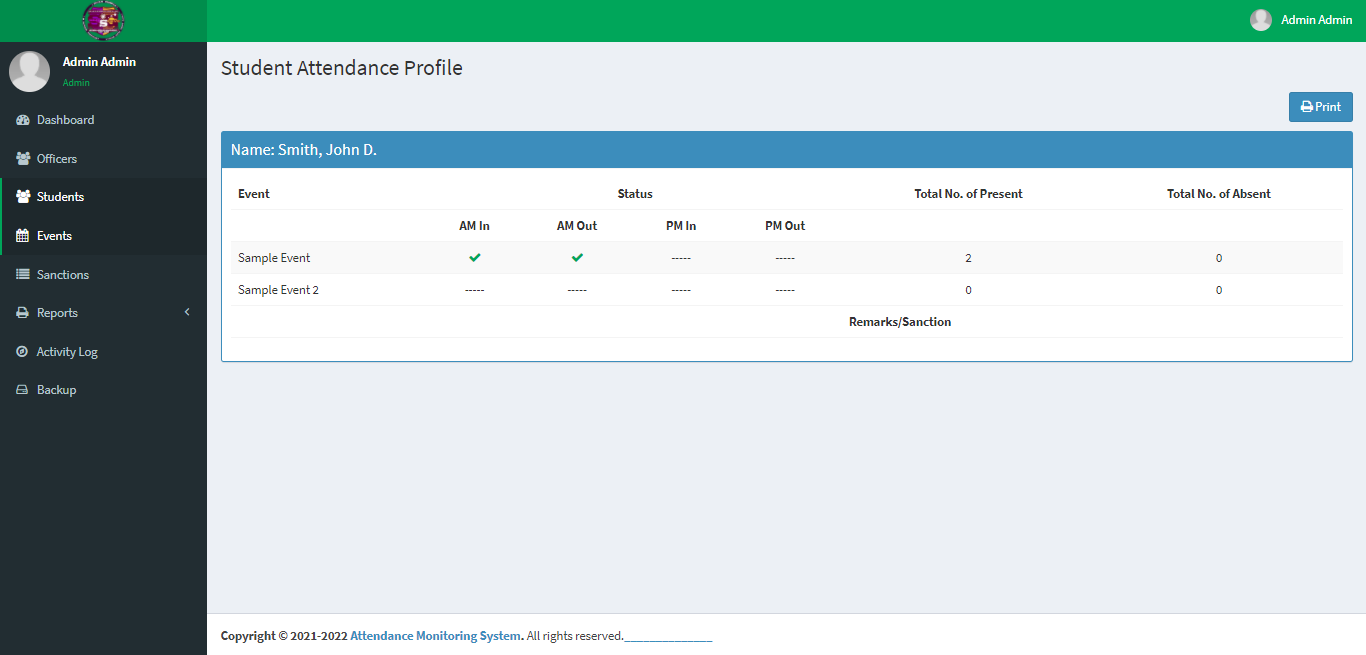 Admin Admin
Admin Admin
Admin
Dashboard
Officers
Students
Events
Sanctions
Reports
Activity Log
Backup
Student Attendance Profile
Print
Name: Smith, John D.
Event Status Total No. of Present Total No. of Absent
AM In AM Out PM In PM Out
Sample Event ----- ----- 2 0
Sample Event 2 ----- ----- ----- ----- 0 0
Remarks/Sanction
Copyright © 2021-2022 Attendance Monitoring System. All rights reserved.______________